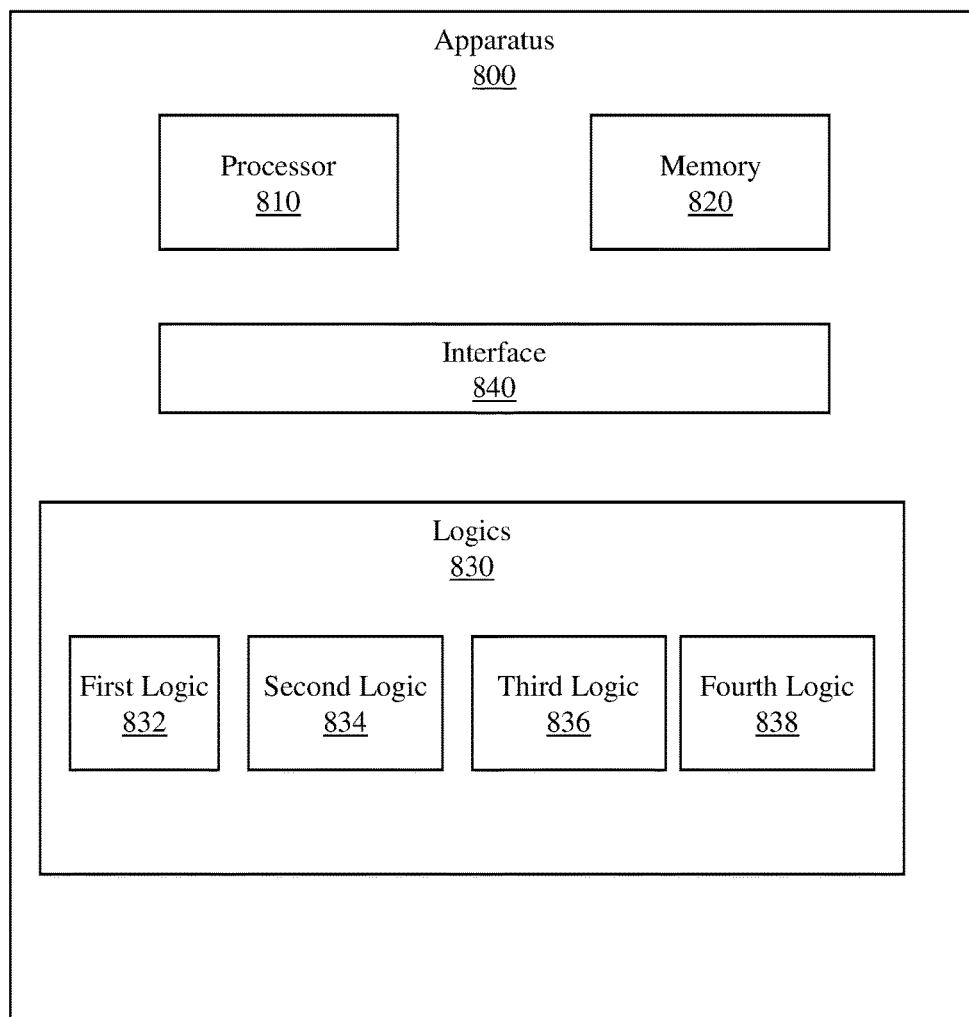 Apparatus
800
Processor
810
Memory
820
Interface
840
Logics
830
First Logic
832
Second Logic
834
Third Logic
836
Fourth Logic
838